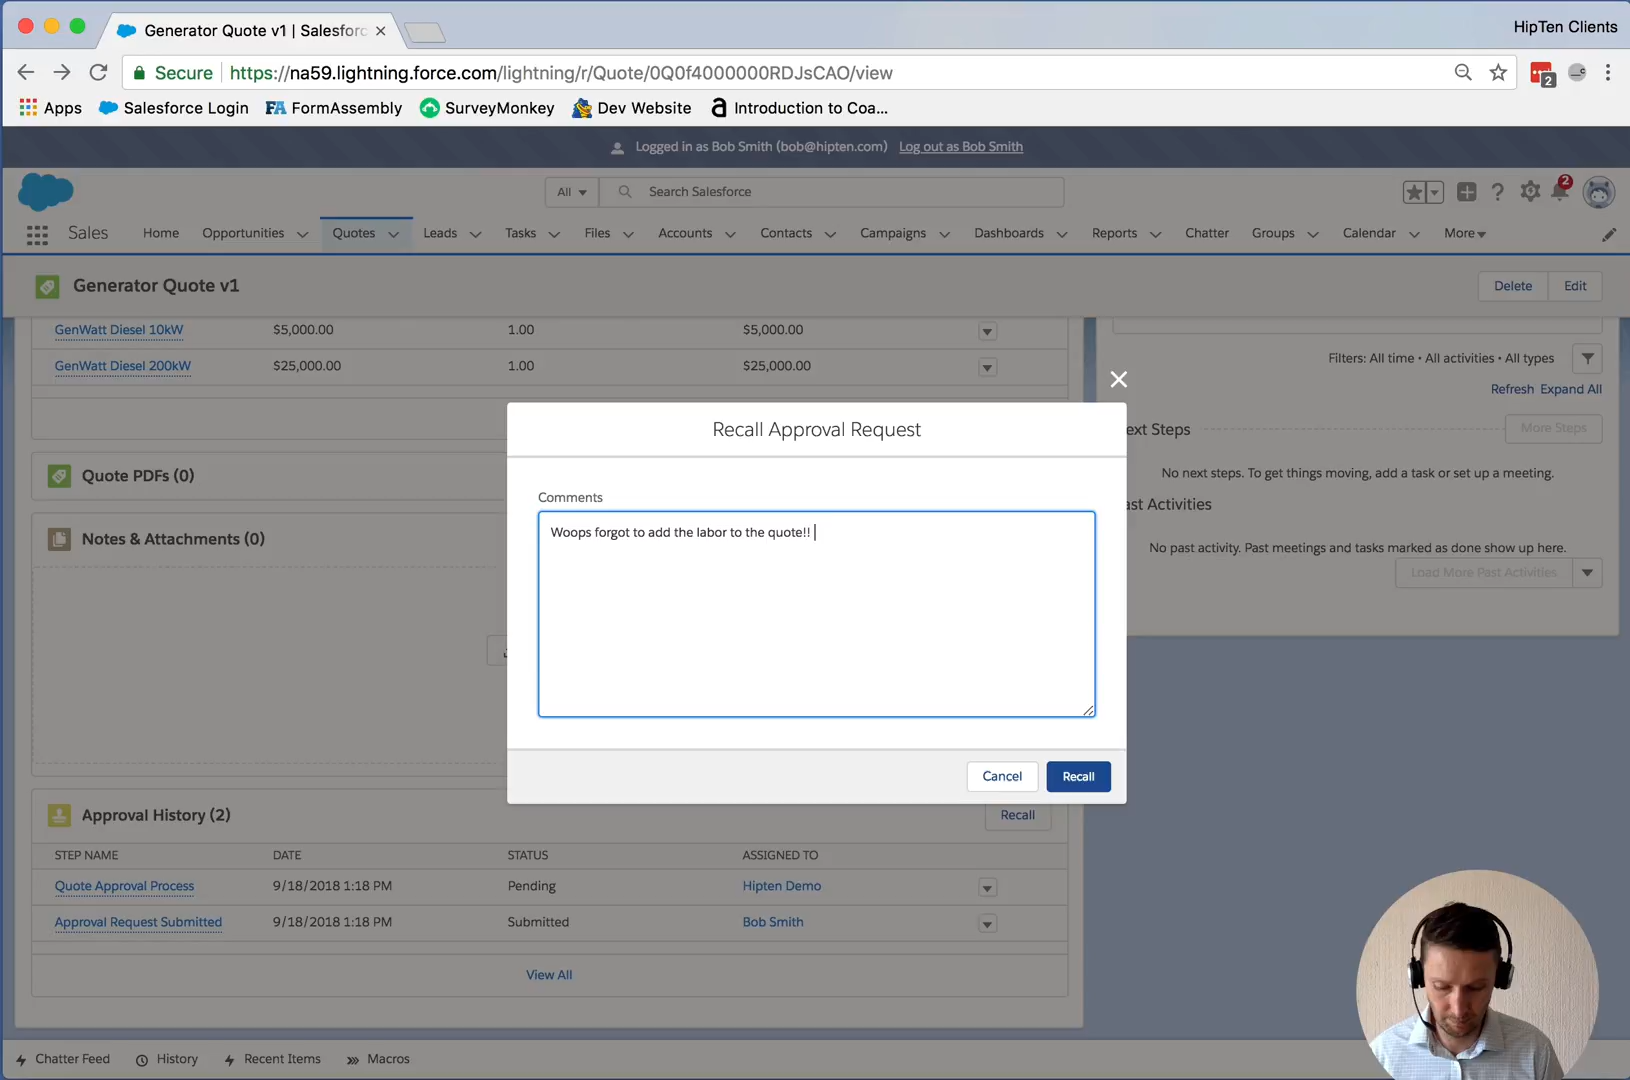 Generator Quote v1 | Salesforc
HipTen Clients
Secure https://na59.lightning.force.com/lightning/r/Quote/0Q0f4000000RDJsCAO/view
2
Apps Salesforce Login FA FormAssembly SurveyMonkey Dev Website a Introduction to Coa...
Logged in as Bob Smith (bob@hipten.com) Log out as Bob Smith
All Search Salesforce
2
Sales Home Opportunities Quotes Leads Tasks Files Accounts Contacts Campaigns Dashboards Reports Chatter Groups Calendar More
Generator Quote v1
Delete Edit
GenWatt Diesel 10kW $5,000.00 1.00 $5,000.00
GenWatt Diesel 200kW $25,000.00 1.00 $25,000.00
Filters: All time • All activities • All types
Refresh Expand All
ext Steps
More Steps
No next steps. To get things moving, add a task or set up a meeting.
ast Activities
No past activity. Past meetings and tasks marked as done show up here.
Load More Past Activities
Recall Approval Request
Comments
Woops forgot to add the labor to the quote!!
Cancel Recall
Quote PDFs (0)
Notes & Attachments (0)
Approval History (2)
Recall
STEP NAME DATE STATUS ASSIGNED TO
Quote Approval Process 9/18/2018 1:18 PM Pending Hipten Demo
Approval Request Submitted 9/18/2018 1:18 PM Submitted Bob Smith
View All
Chatter Feed History Recent Items Macros